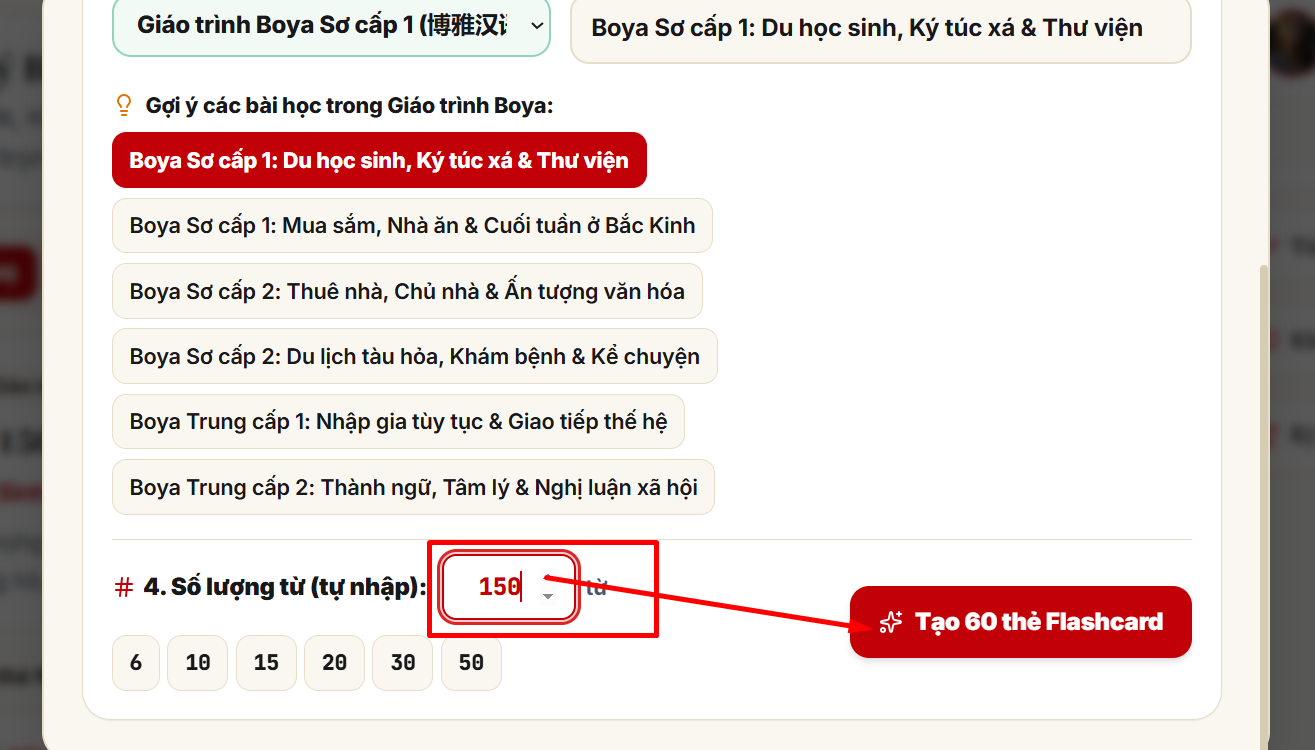 Giáo trình Boya Sơ cấp 1 (博雅汉语
Boya Sơ cấp 1: Du học sinh, Ký túc xá & Thư viện
Gợi ý các bài học trong Giáo trình Boya:
Boya Sơ cấp 1: Du học sinh, Ký túc xá & Thư viện
Boya Sơ cấp 1: Mua sắm, Nhà ăn & Cuối tuần ở Bắc Kinh
Boya Sơ cấp 2: Thuê nhà, Chủ nhà & Ấn tượng văn hóa
Boya Sơ cấp 2: Du lịch tàu hỏa, Khám bệnh & Kể chuyện
Boya Trung cấp 1: Nhập gia tùy tục & Giao tiếp thế hệ
Boya Trung cấp 2: Thành ngữ, Tâm lý & Nghị luận xã hội
# 4. Số lượng từ (tự nhập): 150 từ
Tạo 60 thẻ Flashcard
6 10 15 20 30 50